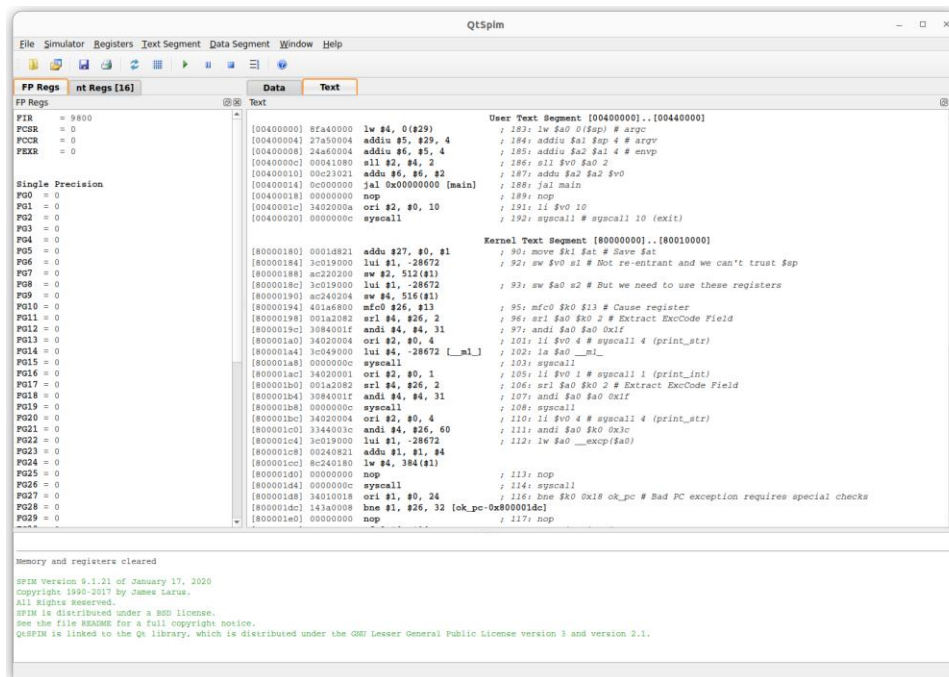 QtSpim
File Simulator Registers Text Segment Data Segment Window Help
FP Regs nt Regs [16]
Data Text
FP Regs
FIR = 9800
FCSR = 0
FCCR = 0
FEXR = 0
Single Precision
FG0 = 0
FG1 = 0
FG2 = 0
FG3 = 0
FG4 = 0
FG5 = 0
FG6 = 0
FG7 = 0
FG8 = 0
FG9 = 0
FG10 = 0
FG11 = 0
FG12 = 0
FG13 = 0
FG14 = 0
FG15 = 0
FG16 = 0
FG17 = 0
FG18 = 0
FG19 = 0
FG20 = 0
FG21 = 0
FG22 = 0
FG23 = 0
FG24 = 0
FG25 = 0
FG26 = 0
FG27 = 0
FG28 = 0
FG29 = 0
Text
User Text Segment [00400000]..[00440000]
[00400000] 8fa40000 lw $4, 0($29) ; 183: lw $a0 0($sp) # argc
[00400004] 27a50004 addiu $5, $29, 4 ; 184: addiu $a1 $sp 4 # argv
[00400008] 24a60004 addiu $6, $5, 4 ; 185: addiu $a2 $a1 4 # envp
[0040000c] 00041080 sll $2, $4, 2 ; 186: sll $v0 $a0 2
[00400010] 00c23021 addu $6, $6, $2 ; 187: addu $a2 $a2 $v0
[00400014] 0c000000 jal 0x00000000 [main] ; 188: jal main
[00400018] 00000000 nop ; 189: nop
[0040001c] 3402000a ori $2, $0, 10 ; 191: li $v0 10
[00400020] 0000000c syscall ; 192: syscall # syscall 10 (exit)
Kernel Text Segment [80000000]..[80010000]
[80000180] 0001d821 addu $27, $0, $1 ; 90: move $k1 $at # Save $at
[80000184] 3c019000 lui $1, -28672 ; 92: sw $v0 s1 # Not re-entrant and we can't trust $sp
[80000188] ac220200 sw $2, 512($1)
[8000018c] 3c019000 lui $1, -28672 ; 93: sw $a0 s2 # But we need to use these registers
[80000190] ac240204 sw $4, 516($1)
[80000194] 401a6800 mfc0 $26, $13 ; 95: mfc0 $k0 $13 # Cause register
[80000198] 001a2082 srl $4, $26, 2 ; 96: srl $a0 $k0 2 # Extract ExcCode Field
[8000019c] 3084001f andi $4, $4, 31 ; 97: andi $a0 $a0 0x1f
[800001a0] 34020004 ori $2, $0, 4 ; 101: li $v0 4 # syscall 4 (print_str)
[800001a4] 3c049000 lui $4, -28672 [__m1_] ; 102: la $a0 __m1_
[800001a8] 0000000c syscall ; 103: syscall
[800001ac] 34020001 ori $2, $0, 1 ; 105: li $v0 1 # syscall 1 (print_int)
[800001b0] 001a2082 srl $4, $26, 2 ; 106: srl $a0 $k0 2 # Extract ExcCode Field
[800001b4] 3084001f andi $4, $4, 31 ; 107: andi $a0 $a0 0x1f
[800001b8] 0000000c syscall ; 108: syscall
[800001bc] 34020004 ori $2, $0, 4 ; 110: li $v0 4 # syscall 4 (print_str)
[800001c0] 3344003c andi $4, $26, 60 ; 111: andi $a0 $k0 0x3c
[800001c4] 3c019000 lui $1, -28672 ; 112: lw $a0 __excp($a0)
[800001c8] 00240821 addu $1, $1, $4
[800001cc] 8c240180 lw $4, 384($1)
[800001d0] 00000000 nop ; 113: nop
[800001d4] 0000000c syscall ; 114: syscall
[800001d8] 34010018 ori $1, $0, 24 ; 116: bne $k0 0x18 ok_pc # Bad PC exception requires special checks
[800001dc] 143a0008 bne $1, $26, 32 [ok_pc-0x800001dc]
[800001e0] 00000000 nop ; 117: nop
Memory and registers cleared
SPIM Version 9.1.21 of January 17, 2020
Copyright 1990-2017 by James Larus.
All Rights Reserved.
SPIM is distributed under a BSD license.
See the file README for a full copyright notice.
QtSPIM is linked to the Qt library, which is distributed under the GNU Lesser General Public License version 3 and version 2.1.